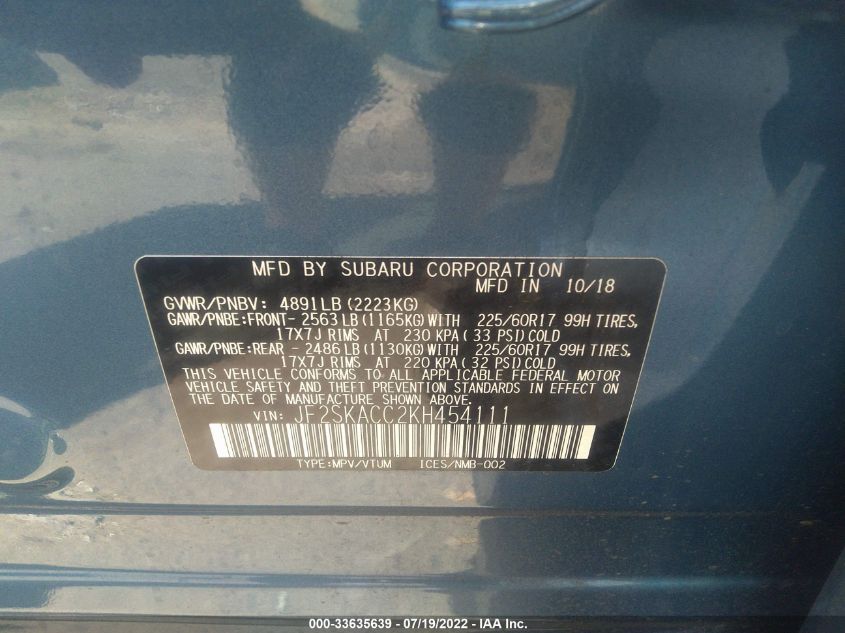 MFD BY SUBARU CORPORATION
MFD IN 10/18
GVWR/PNBV: 4891LB (2223KG)
GAWR/PNBE:FRONT- 2563 LB (1165KG) WITH 225/60R17 99H TIRES,
17X7J RIMS AT 230 KPA ( 33 PSI) COLD
GAWR/PNBE:REAR - 2486 LB (1130KG) WITH 225/60R17 99H TIRES,
17X7J RIMS AT 220 KPA ( 32 PSI) COLD
THIS VEHICLE CONFORMS TO ALL APPLICABLE FEDERAL MOTOR
VEHICLE SAFETY AND THEFT PREVENTION STANDARDS IN EFFECT ON
THE DATE OF MANUFACTURE SHOWN ABOVE.
VIN: JF2SKACC2KH454111
TYPE:MPV/VTUM ICES/NMB-002
000-33635639 - 07/19/2022 - IAA Inc.